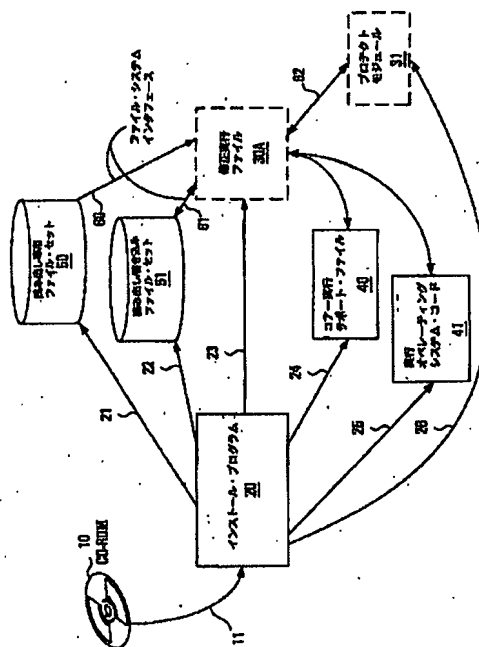 10
CD-ROM
11
インストール・プログラム
20
21
22
23
24
25
26
読み出し専用
ファイル・セット
50
読み出し書き込み
ファイル・セット
51
60
61
ファイル・システム
インタフェース
修正実行
ファイル
30A
62
プロテクト
モジュール
31
コアー実行
サポート・ファイル
40
実行
オペレーティング
システム・コード
41